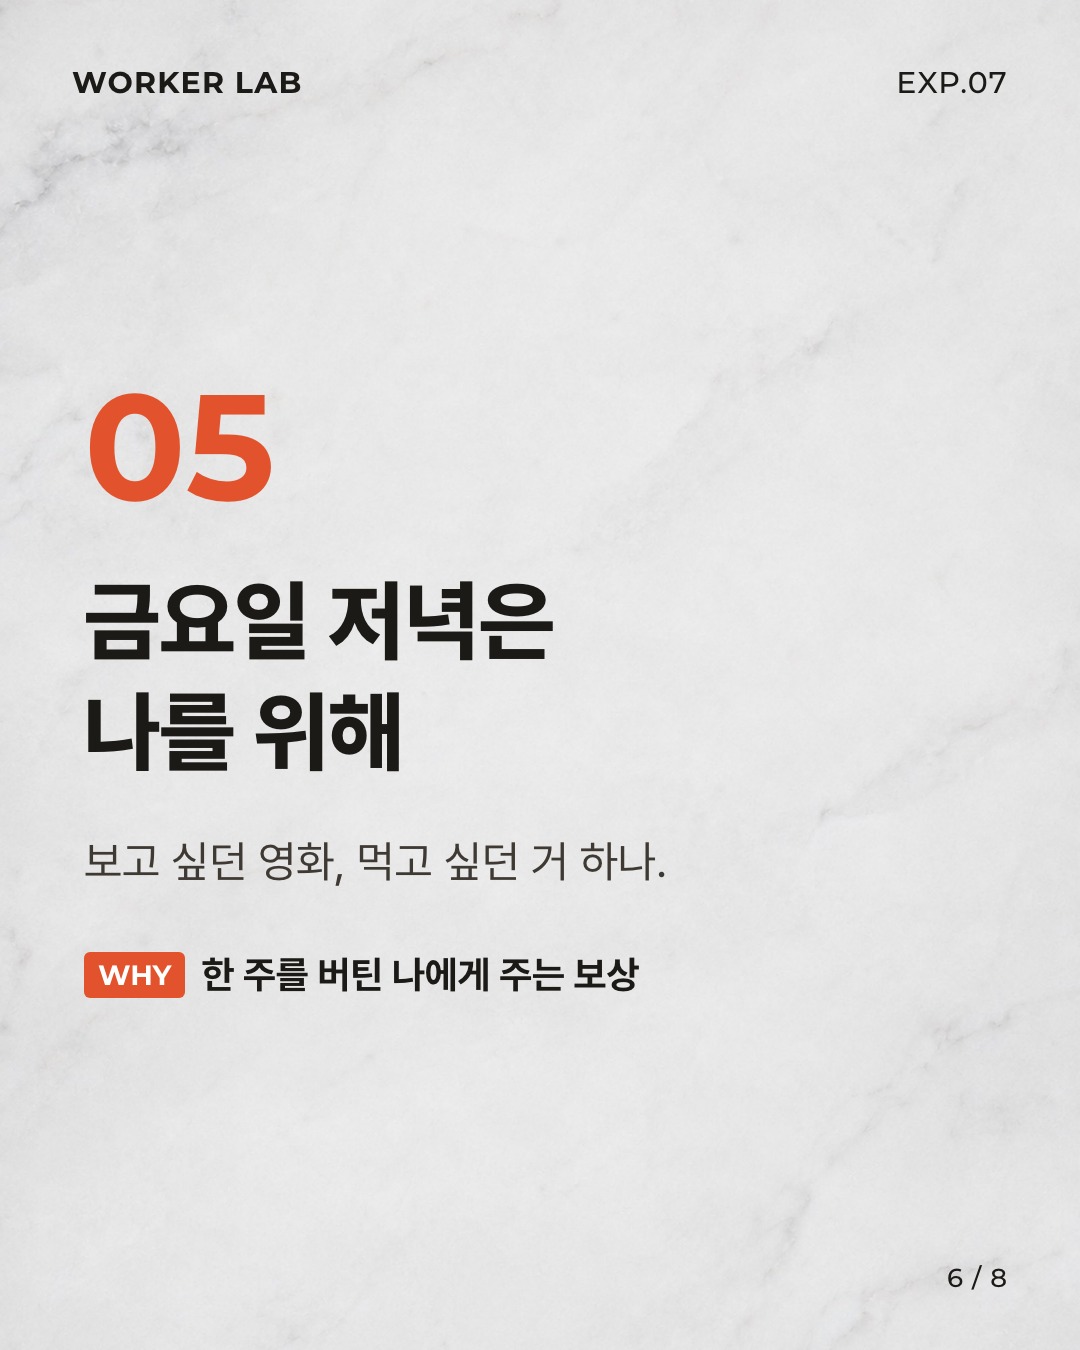 WORKER LAB
EXP.07
05
금요일 저녁은
나를 위해
보고 싶던 영화, 먹고 싶던 거 하나.
WHY 한 주를 버틴 나에게 주는 보상
6 / 8